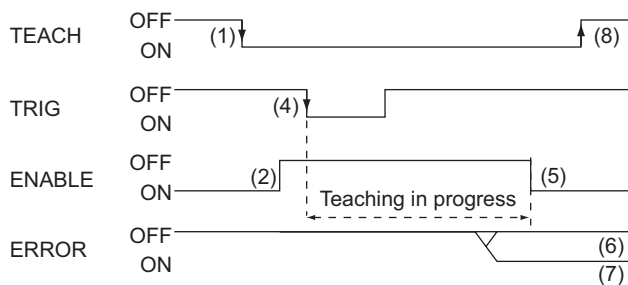 TEACH OFF ON (1) (8)
TRIG OFF ON (4)
ENABLE OFF ON (2) (5)
Teaching in progress
ERROR OFF ON (6)
(7)